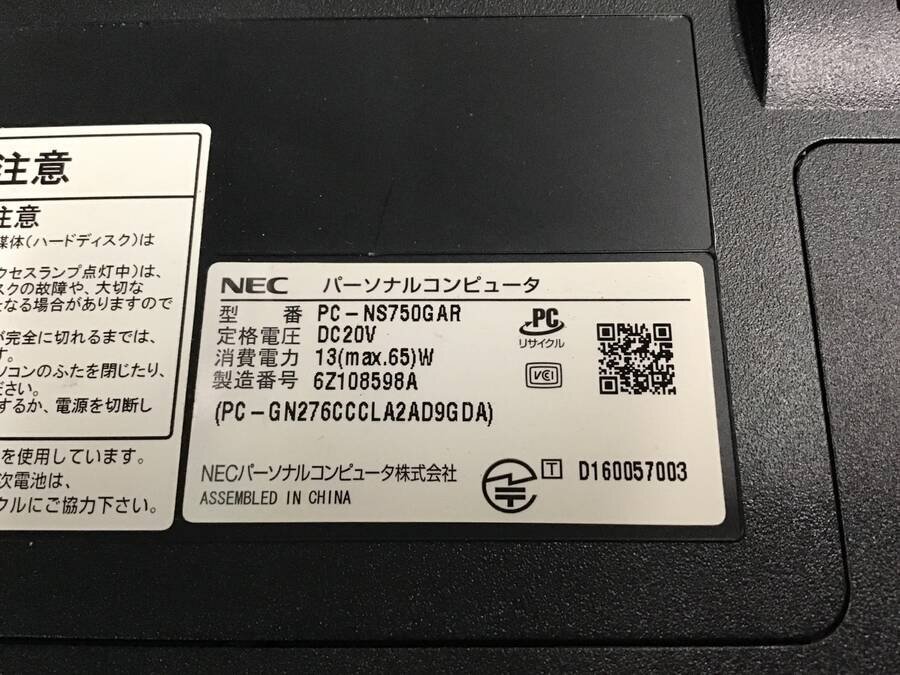 注意
注意
媒体(ハードディスク)は
クセスランプ点灯中)は、
スクの故障や、大切な
となる場合がありますので
が完全に切れるまでは、
す。
ソコンのふたを閉じたり、
ださい。
するか、電源を切断し
を使用しています。
次電池は、
クルにご協力下さい。
NEC パーソナルコンピュータ
型 番 PC-NS750GAR
定格電圧 DC20V
消費電力 13(max.65)W
製造番号 6Z108598A
(PC-GN276CCCLA2AD9GDA)
PC
リサイクル
VCI
NECパーソナルコンピュータ株式会社
ASSEMBLED IN CHINA
T D160057003